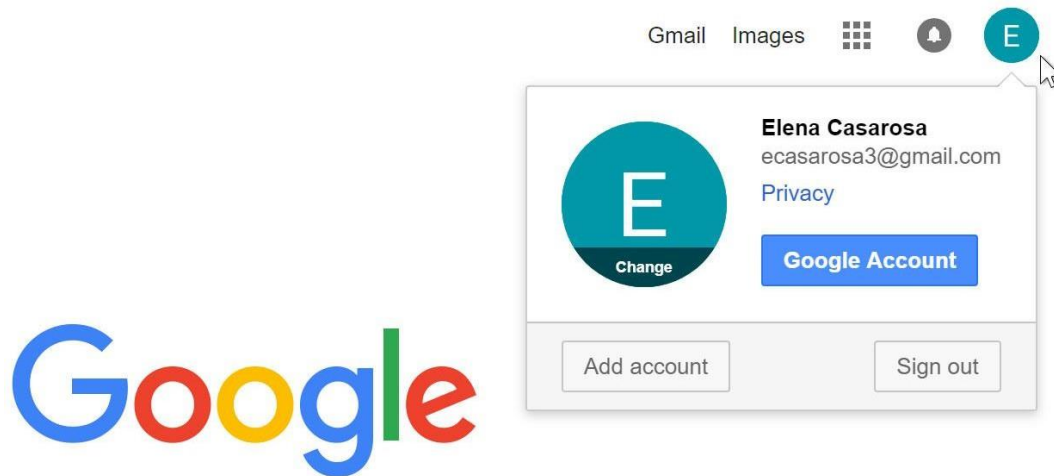 Gmail Images E
Elena Casarosa
ecasarosa3@gmail.com
Privacy
E
Change
Google Account
Add account Sign out
Google